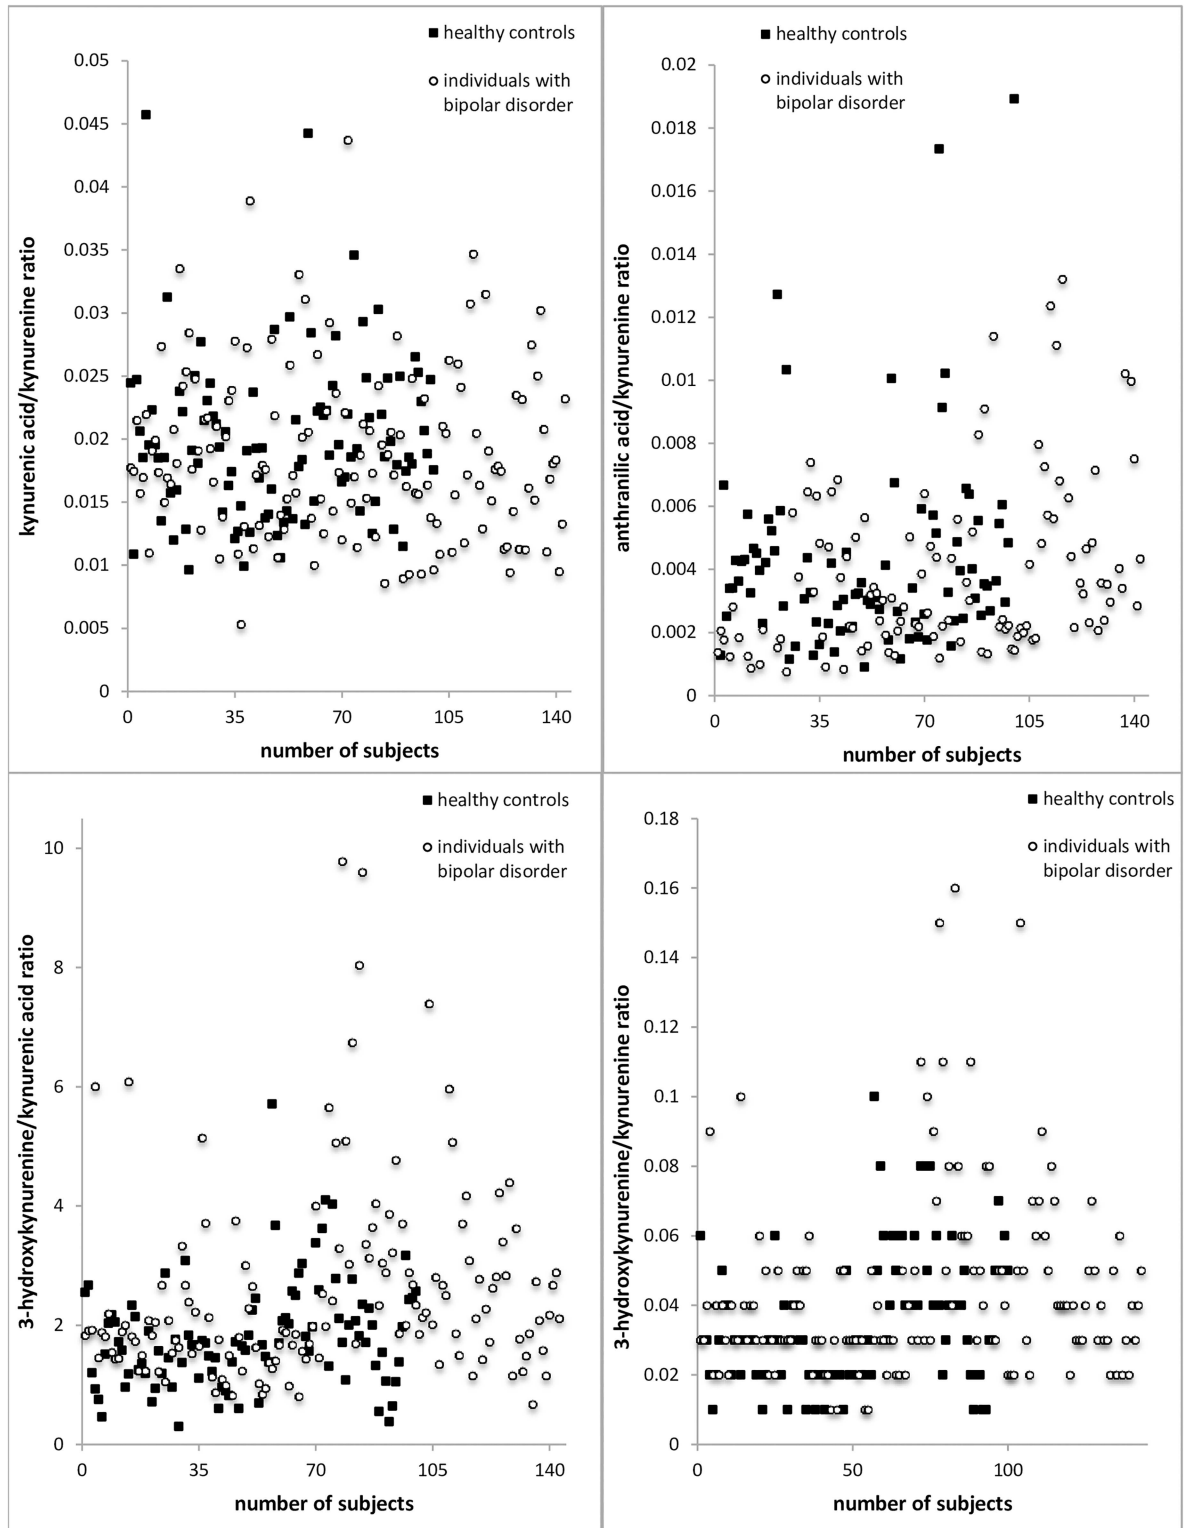 ■ healthy controls
○ individuals with
bipolar disorder
0.05
0.045
0.04
0.035
0.03
0.025
0.02
0.015
0.01
0.005
0
kynurenic acid/kynurenine ratio
0 35 70 105 140
number of subjects
■ healthy controls
○ individuals with
bipolar disorder
0.02
0.018
0.016
0.014
0.012
0.01
0.008
0.006
0.004
0.002
0
anthranilic acid/kynurenine ratio
0 35 70 105 140
number of subjects
■ healthy controls
○ individuals with
bipolar disorder
10
8
6
4
2
0
3-hydroxykynurenine/kynurenic acid ratio
0 35 70 105 140
number of subjects
■ healthy controls
○ individuals with
bipolar disorder
0.18
0.16
0.14
0.12
0.1
0.08
0.06
0.04
0.02
0
3-hydroxykynurenine/kynurenine ratio
0 50 100
number of subjects